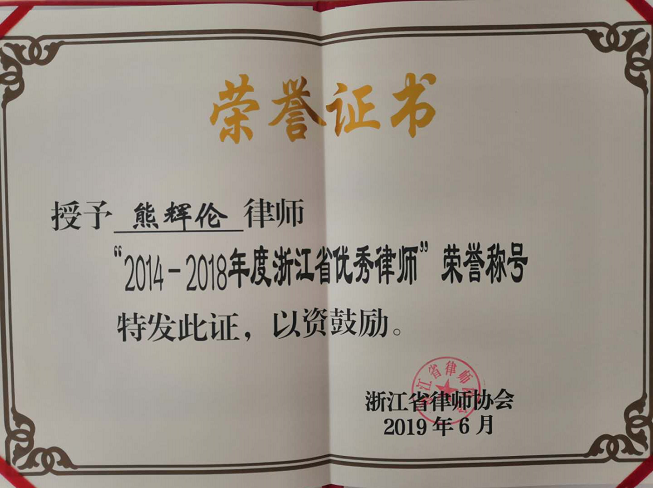 荣誉证书
授予 熊辉伦 律师
“2014-2018年度浙江省优秀律师”荣誉称号
特发此证，以资鼓励。
浙江省律师协会
2019年6月